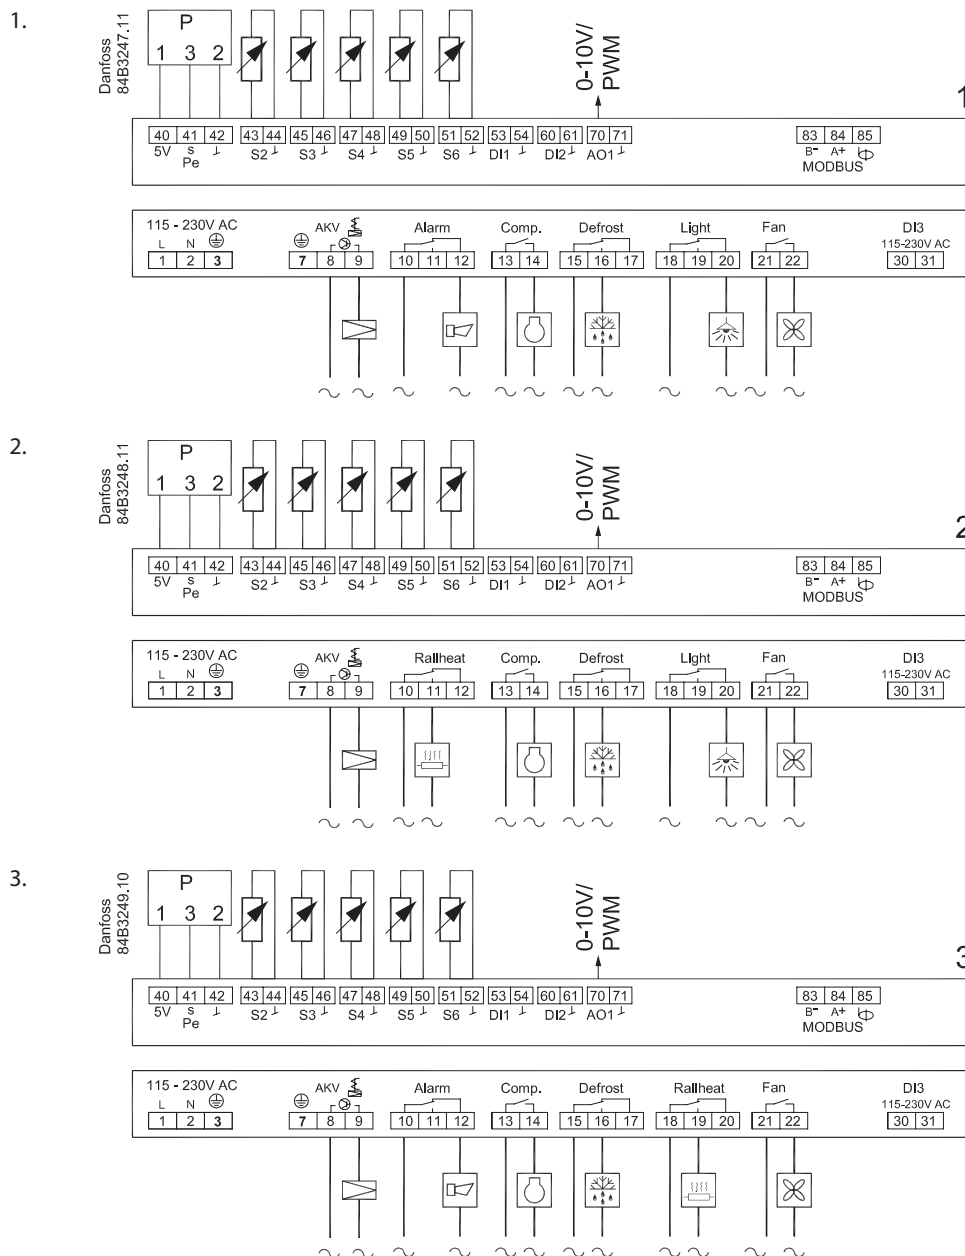 1.
Danfoss
84B3247.11
P
1 3 2
0-10V/
PWM
1
40 41 42 43 44 45 46 47 48 49 50 51 52 53 54 60 61 70 71 83 84 85
5V s S2 S3 S4 S5 S6 DI1 DI2 AO1 B- A+
Pe MODBUS
115 - 230V AC AKV Alarm Comp. Defrost Light Fan DI3
L N 115-230V AC
1 2 3 7 8 9 10 11 12 13 14 15 16 17 18 19 20 21 22 30 31
2.
Danfoss
84B3248.11
P
1 3 2
0-10V/
PWM
2
40 41 42 43 44 45 46 47 48 49 50 51 52 53 54 60 61 70 71 83 84 85
5V s S2 S3 S4 S5 S6 DI1 DI2 AO1 B- A+
Pe MODBUS
115 - 230V AC AKV Railheat Comp. Defrost Light Fan DI3
L N 115-230V AC
1 2 3 7 8 9 10 11 12 13 14 15 16 17 18 19 20 21 22 30 31
3.
Danfoss
84B3249.10
P
1 3 2
0-10V/
PWM
3
40 41 42 43 44 45 46 47 48 49 50 51 52 53 54 60 61 70 71 83 84 85
5V s S2 S3 S4 S5 S6 DI1 DI2 AO1 B- A+
Pe MODBUS
115 - 230V AC AKV Alarm Comp. Defrost Railheat Fan DI3
L N 115-230V AC
1 2 3 7 8 9 10 11 12 13 14 15 16 17 18 19 20 21 22 30 31